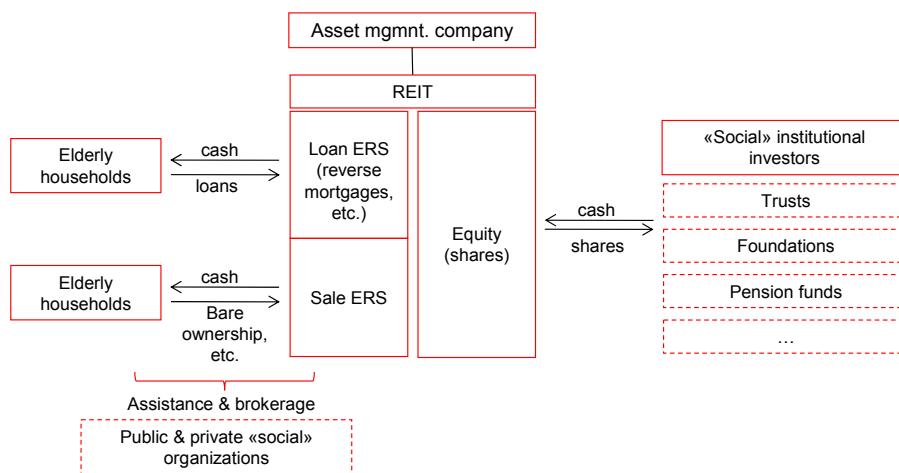 Asset mgmnt. company
REIT
Elderly
households
cash
loans
Loan ERS
(reverse
mortgages,
etc.)
Elderly
households
cash
Bare
ownership,
etc.
Sale ERS
Equity
(shares)
cash
shares
«Social» institutional
investors
Trusts
Foundations
Pension funds
…
Assistance & brokerage
Public & private «social»
organizations